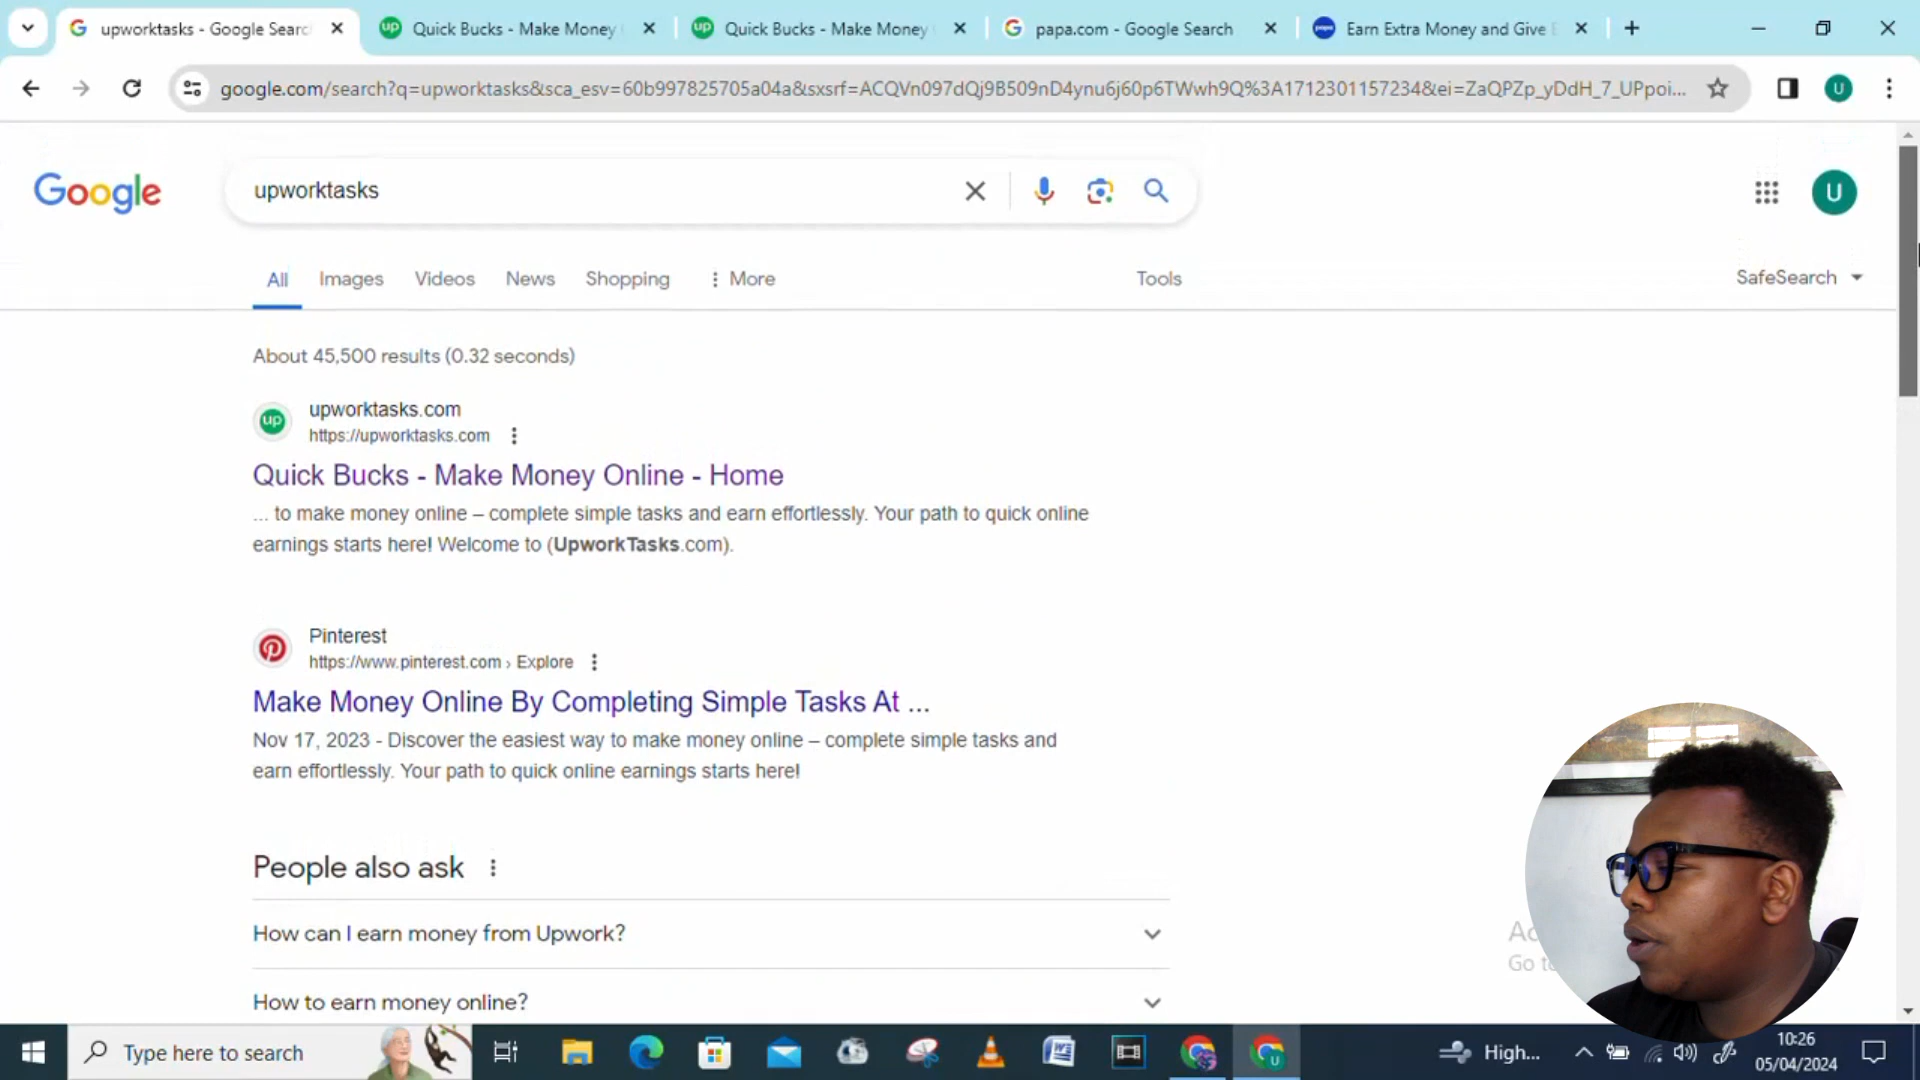 upworktasks - Google Searc
Quick Bucks - Make Money
Quick Bucks - Make Money
papa.com - Google Search
Earn Extra Money and Give E
google.com/search?q=upworktasks&sca_esv=60b997825705a04a&sxsrf=ACQVn097dQj9B509nD4ynu6j60p6TWwh9Q%3A1712301157234&ei=ZaQPZp_yDdH_7_UPpoi...
U
Google
upworktasks
U
All
Images
Videos
News
Shopping
More
Tools
SafeSearch
About 45,500 results (0.32 seconds)
up
upworktasks.com
https://upworktasks.com
Quick Bucks - Make Money Online - Home
... to make money online – complete simple tasks and earn effortlessly. Your path to quick online
earnings starts here! Welcome to (UpworkTasks.com).
Pinterest
https://www.pinterest.com › Explore
Make Money Online By Completing Simple Tasks At ...
Nov 17, 2023 - Discover the easiest way to make money online – complete simple tasks and
earn effortlessly. Your path to quick online earnings starts here!
People also ask
How can I earn money from Upwork?
How to earn money online?
Go to
Type here to search
High...
10:26
05/04/2024